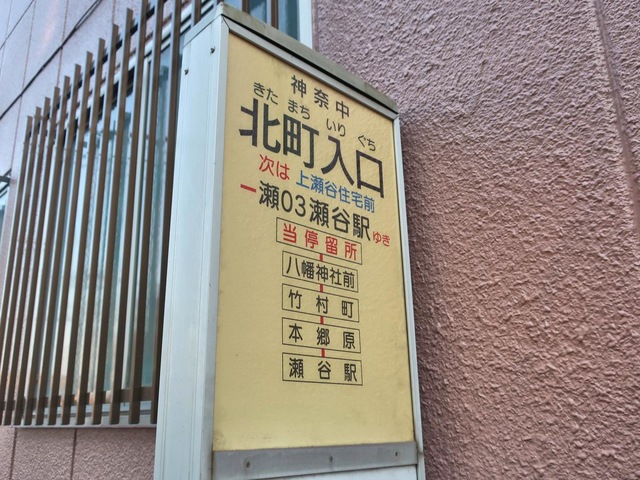 神奈中
きた まち いり ぐち
北町入口
次は 上瀬谷住宅前
一瀬03瀬谷駅ゆき
当停留所
八幡神社前
竹村町
本郷原
瀬谷駅